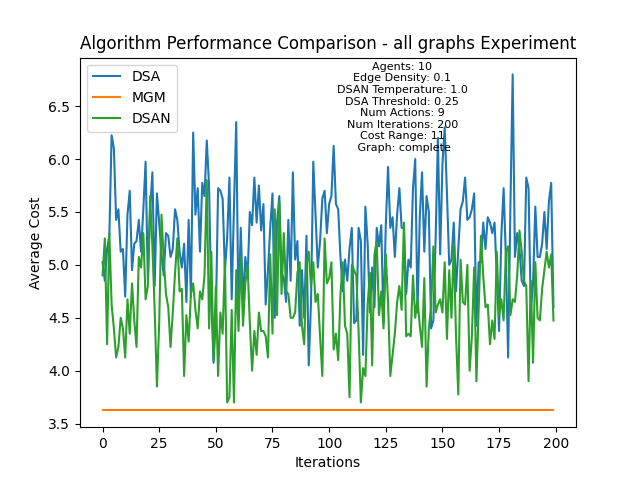 Algorithm Performance Comparison - all graphs Experiment
DSA
MGM
DSAN
Agents: 10
Edge Density: 0.1
DSAN Temperature: 1.0
DSA Threshold: 0.25
Num Actions: 9
Num Iterations: 200
Cost Range: 11
Graph: complete
Average Cost
6.5
6.0
5.5
5.0
4.5
4.0
3.5
0 25 50 75 100 125 150 175 200
Iterations